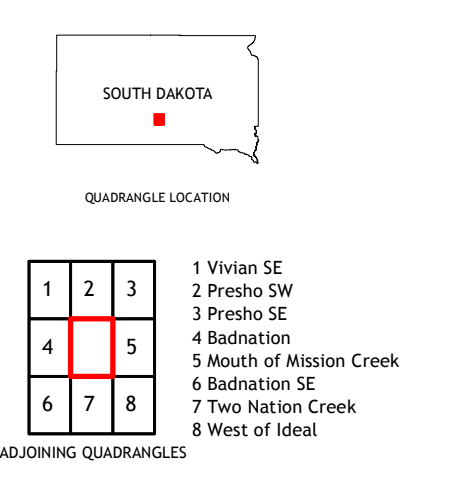 SOUTH DAKOTA
QUADRANGLE LOCATION
1 2 3
4 5
6 7 8
1 Vivian SE
2 Presho SW
3 Presho SE
4 Badnation
5 Mouth of Mission Creek
6 Badnation SE
7 Two Nation Creek
8 West of Ideal
ADJOINING QUADRANGLES